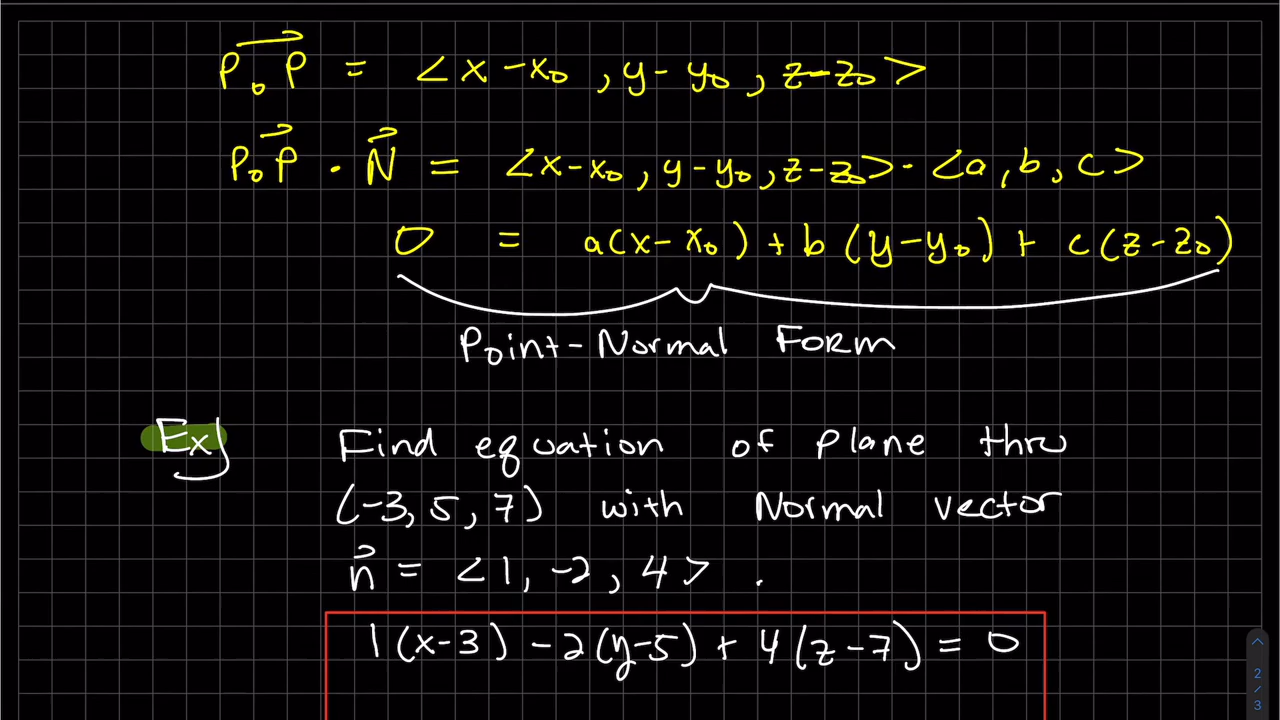 P₀P⃗ = <x-x₀, y-y₀, z-z₀>
P₀P⃗ · N⃗ = <x-x₀, y-y₀, z-z₀> · <a, b, c>
0 = a(x-x₀) + b(y-y₀) + c(z-z₀)
Point-Normal Form
Ex) Find equation of plane thru
(-3, 5, 7) with Normal vector
n⃗ = <1, -2, 4>.
1(x-3) -2(y-5) + 4(z-7) = 0
2/3